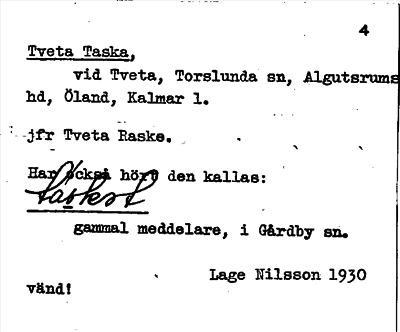 4
Tveta Taska,
vid Tveta, Torslunda sn, Algutsrums
hd, Öland, Kalmar l.
jfr Tveta Raske.
Har också hört den kallas:
gammal meddelare, i Gårdby sn.
Lage Nilsson 1930
vänd!